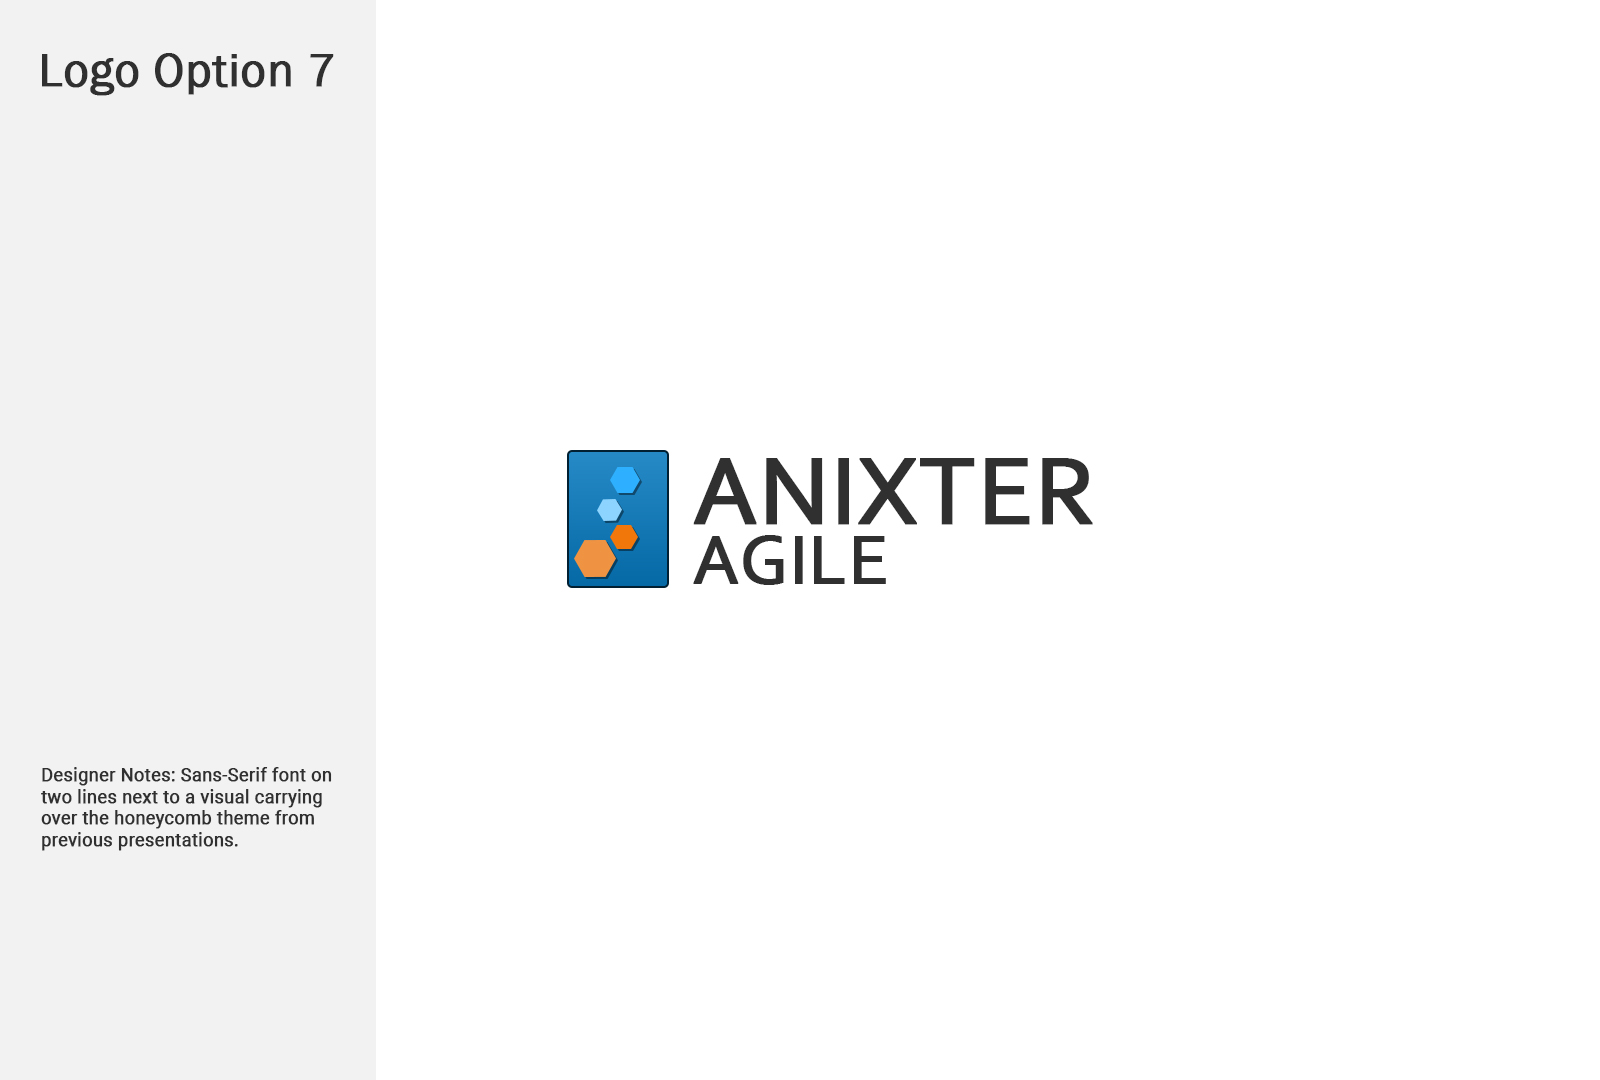 Logo Option 7
ANIXTER
AGILE
Designer Notes: Sans-Serif font on
two lines next to a visual carrying
over the honeycomb theme from
previous presentations.